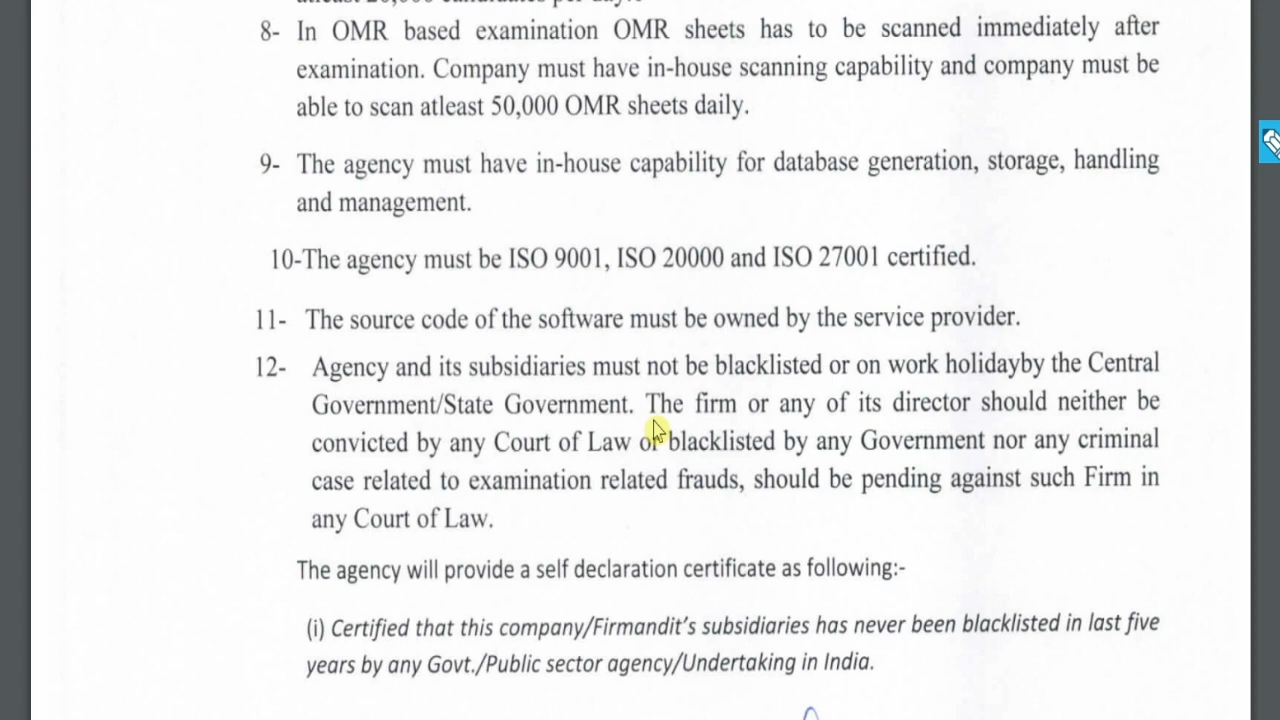 8- In OMR based examination OMR sheets has to be scanned immediately after
examination. Company must have in-house scanning capability and company must be
able to scan atleast 50,000 OMR sheets daily.
9- The agency must have in-house capability for database generation, storage, handling
and management.
10-The agency must be ISO 9001, ISO 20000 and ISO 27001 certified.
11- The source code of the software must be owned by the service provider.
12- Agency and its subsidiaries must not be blacklisted or on work holidayby the Central
Government/State Government. The firm or any of its director should neither be
convicted by any Court of Law or blacklisted by any Government nor any criminal
case related to examination related frauds, should be pending against such Firm in
any Court of Law.
The agency will provide a self declaration certificate as following:-
(i) Certified that this company/Firmandit's subsidiaries has never been blacklisted in last five
years by any Govt./Public sector agency/Undertaking in India.